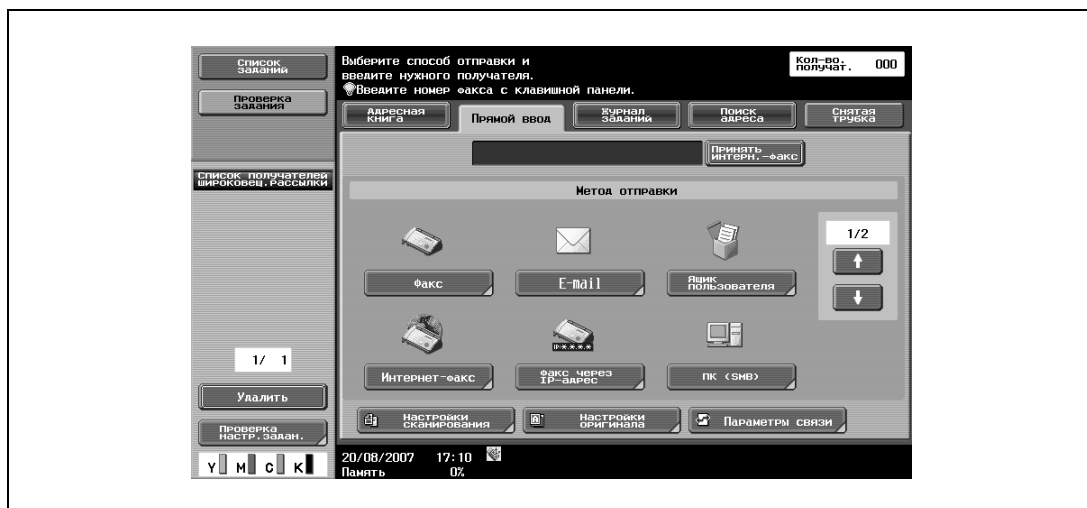 Список
заданий
Проверка
задания
Список получателей
широковещ.рассылки
1/ 1
Удалить
Проверка
настр.задан.
Y M C K
Выберите способ отправки и
введите нужного получателя.
Введите номер факса с клавишной панели.
Кол-во.
получат. 000
Адресная
книга
Прямой ввод
Журнал
заданий
Поиск
адреса
Снятая
трубка
Принять
интерн.-факс
Метод отправки
Факс
E-mail
Ящик
пользователя
1/2
Интернет-факс
IP*.*.*.*
Факс через
IP-адрес
ПК (SMB)
Настройки
сканирования
Настройки
оригинала
Параметры связи
20/08/2007 17:10
Память 0%